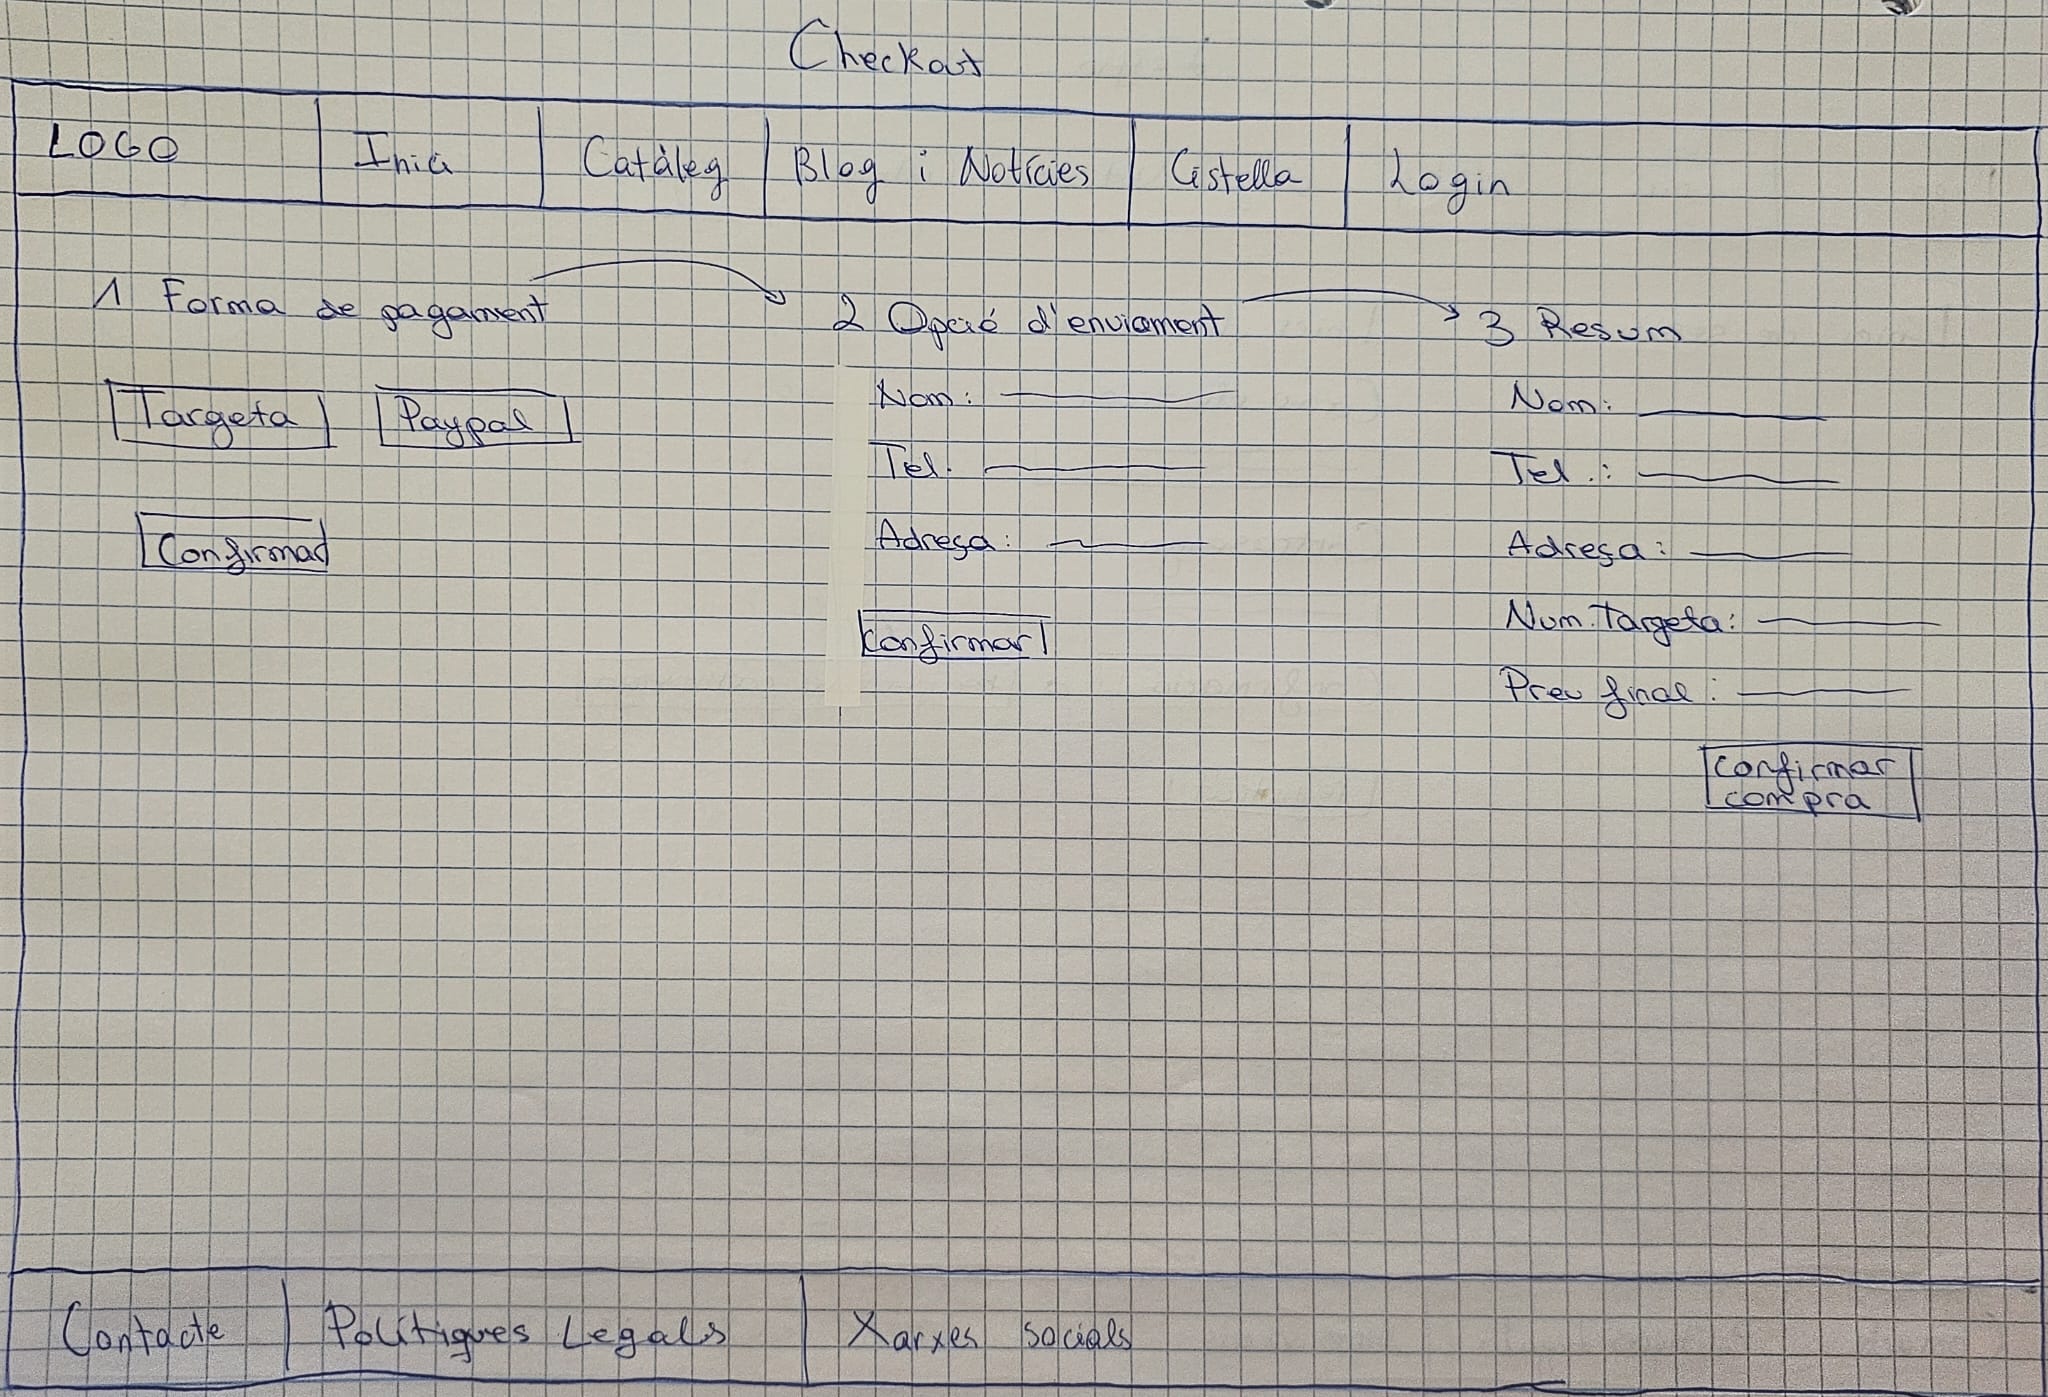 Checkout
LOGO Inici Catàleg Blog i Notícies Cistella Login
1 Forma de pagament
Targeta Paypal
Confirmar
2 Opció d'enviament
Nom:
Tel.
Adreça:
Confirmar
3 Resum
Nom:
Tel.:
Adreça:
Num. Targeta:
Preu final:
Confirmar
compra
Contacte Polítiques Legals Xarxes socials